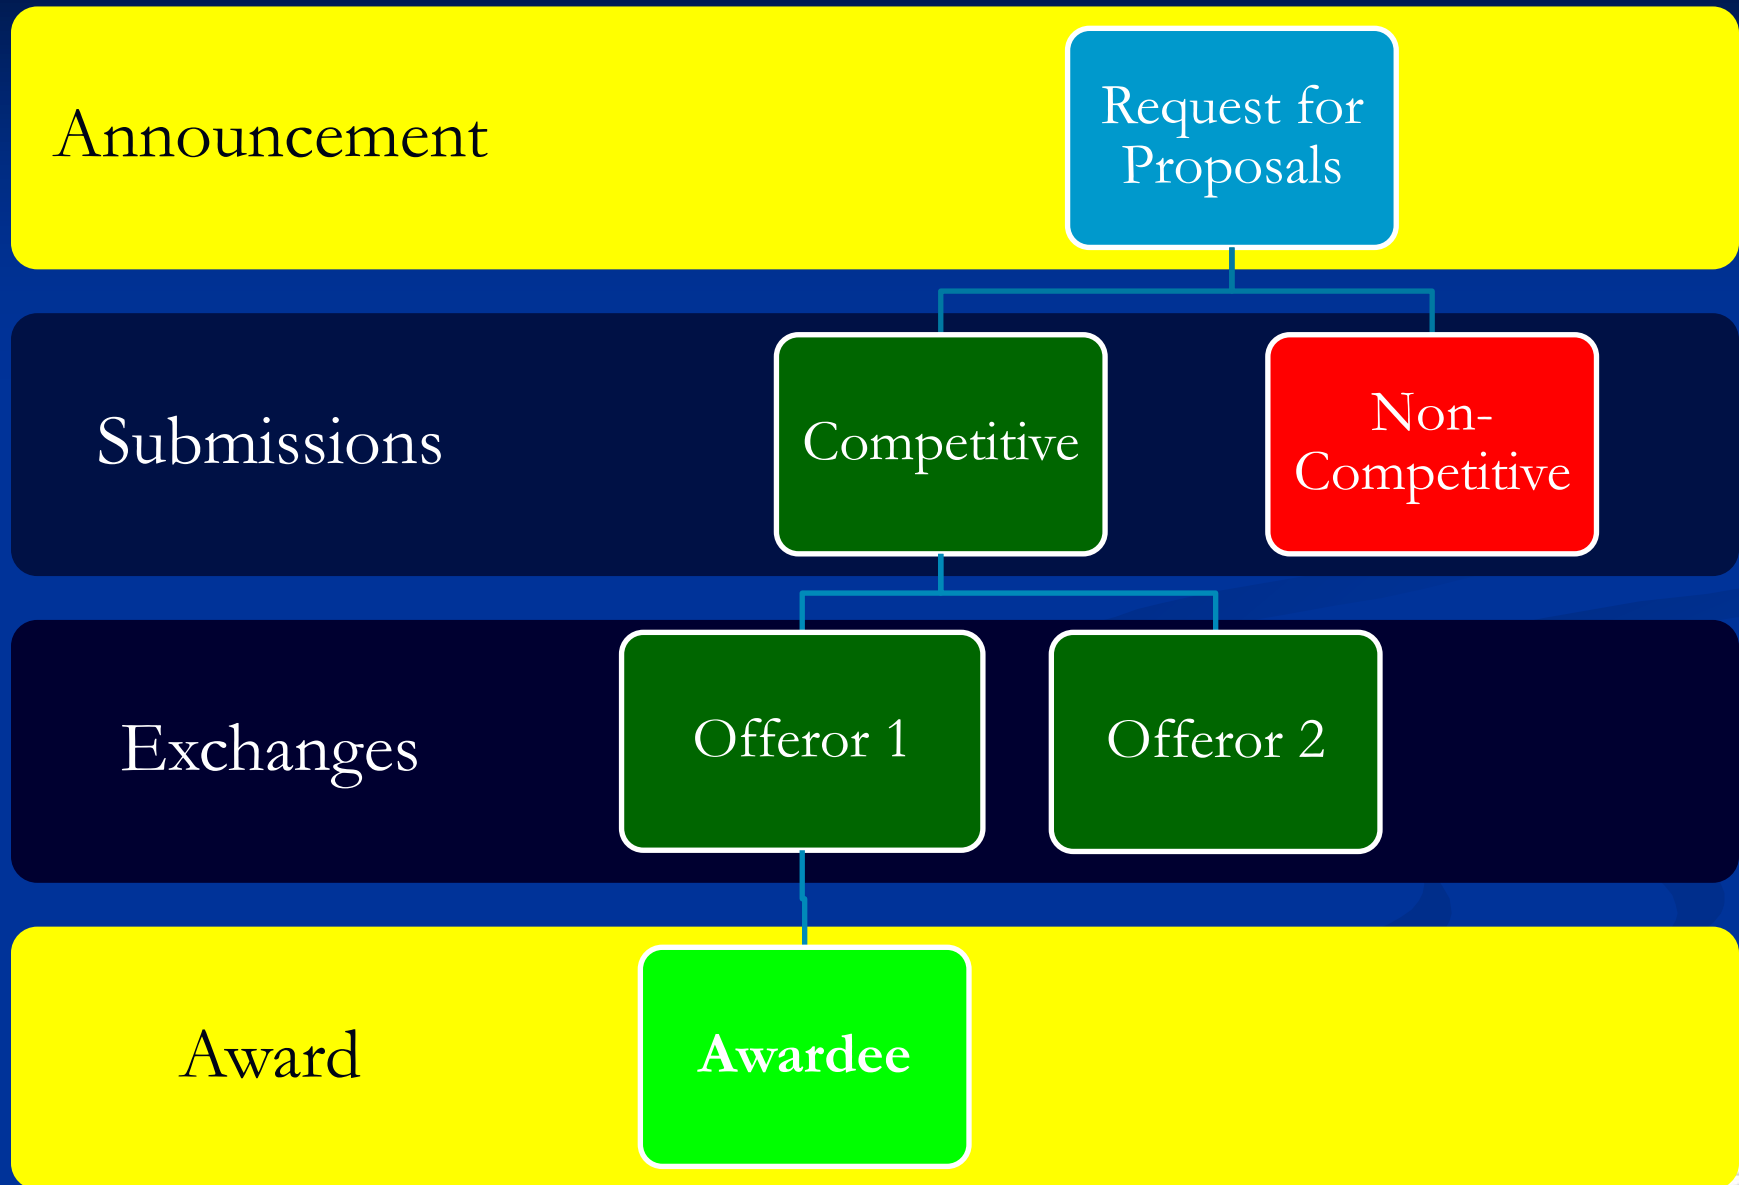 Announcement
Request for
Proposals
Submissions
Competitive
Non-
Competitive
Exchanges
Offeror 1
Offeror 2
Award
Awardee